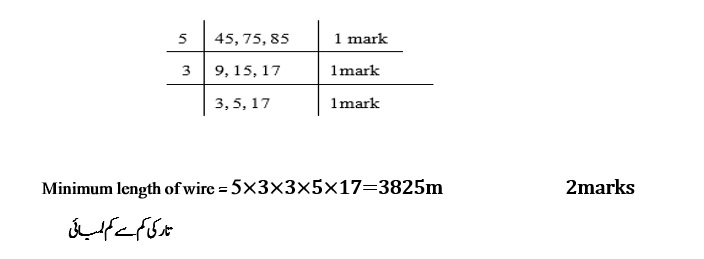 5 45, 75, 85 1 mark
3 9, 15, 17 1mark
3, 5, 17 1mark
Minimum length of wire = 5×3×3×5×17=3825m 2marks
تار کی کم سے کم لمبائی